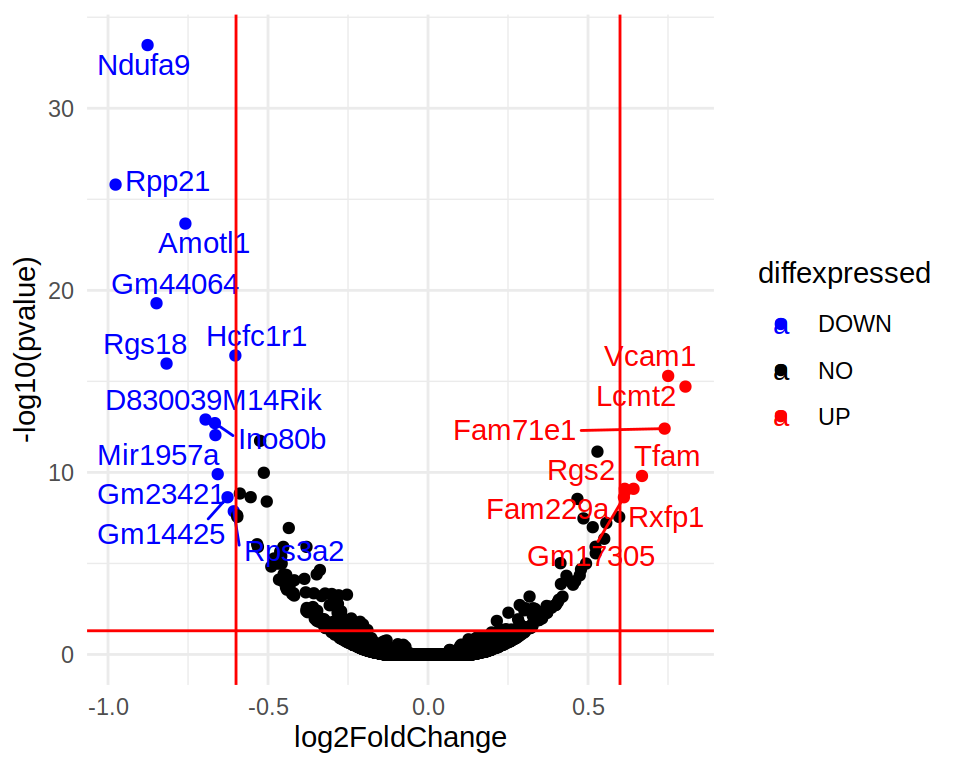 Ndufa9
30
Rpp21
Amotl1
diffexpressed
Gm44064
20
a DOWN
Hcfc1r1
Rgs18
Vcam1
a NO
-log10(pvalue)
Lcmt2
D830039M14Rik
a UP
Fam71e1
Ino80b
Mir1957a
Tfam
10
Rgs2
Gm23421
Fam229a
Rxfp1
Gm14425
Rps3a2
Gm17305
0
-1.0 -0.5 0.0 0.5
log2FoldChange